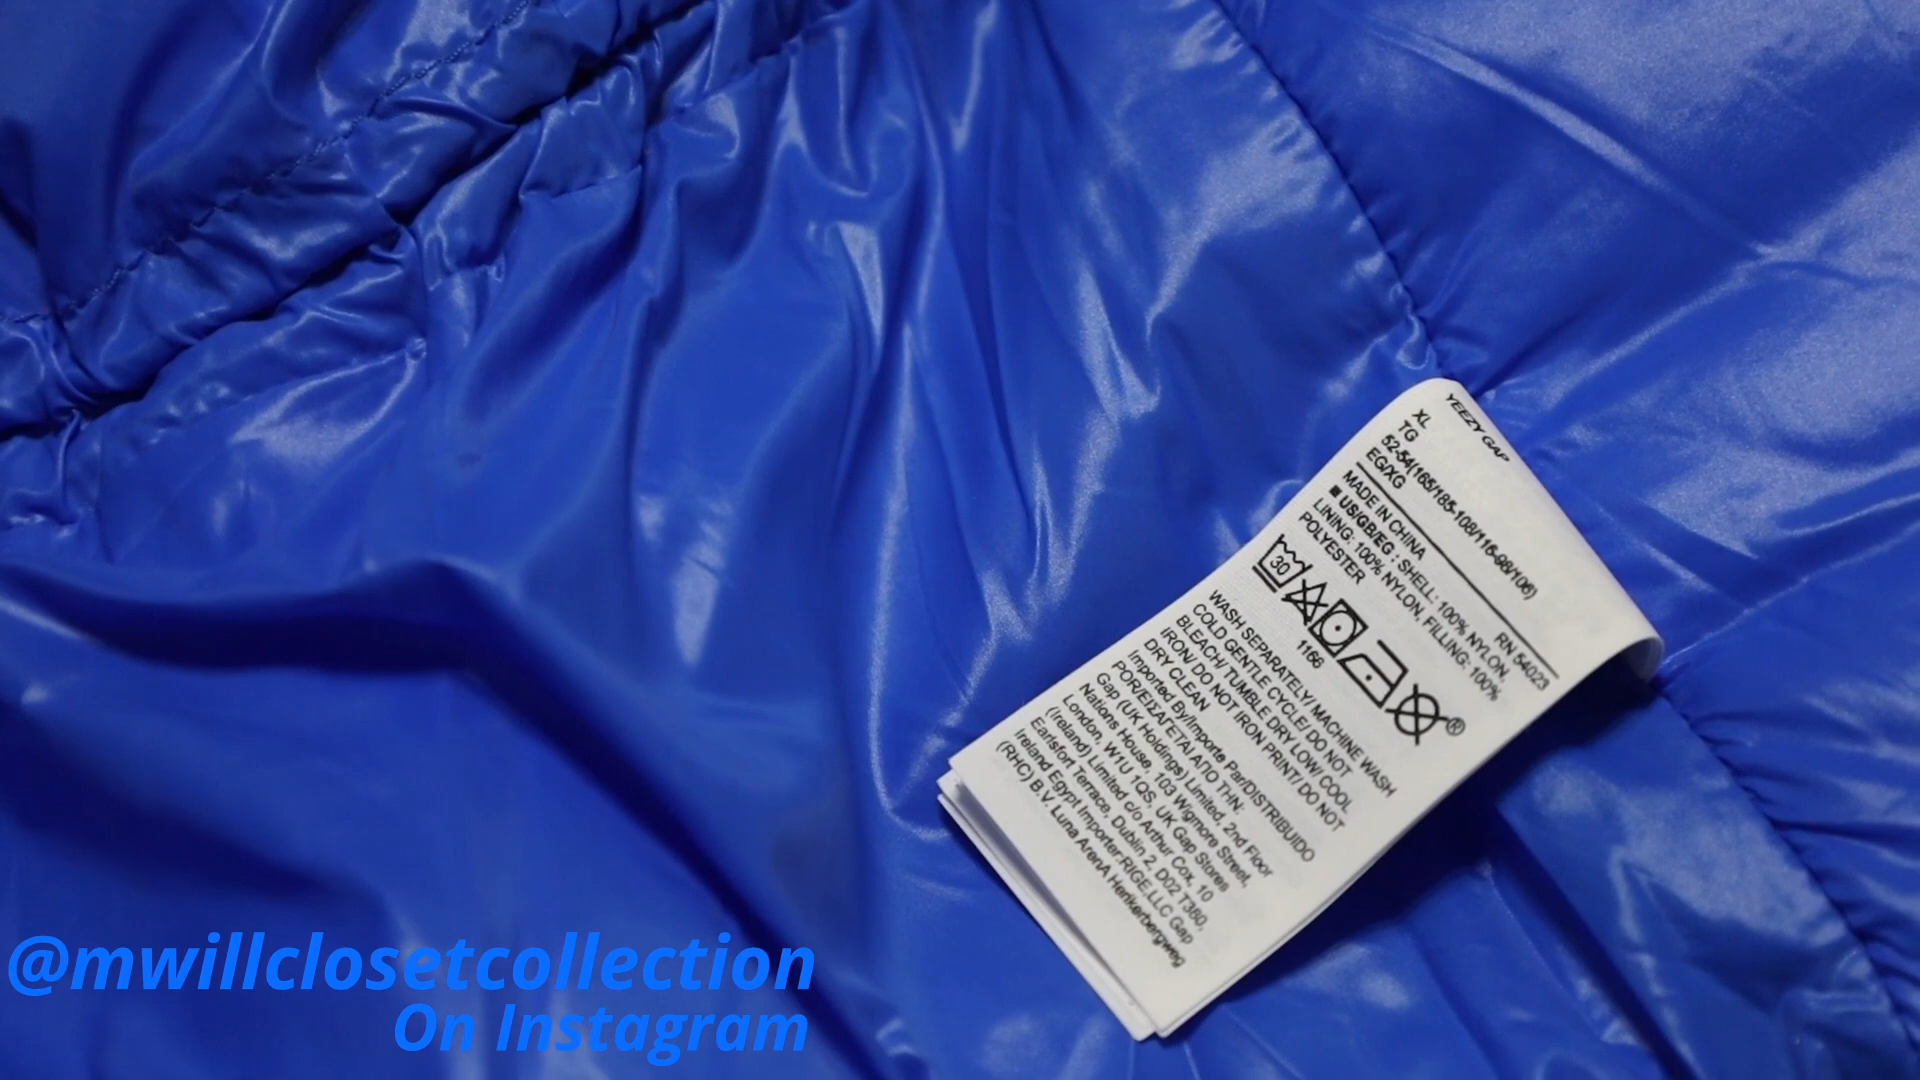 YEEZY GAP
XL
TG
52-54(165/185-108/116-98/106)
EG/XG
RN 54023
MADE IN CHINA
■ US/GB/EG : SHELL: 100% NYLON,
LINING: 100% NYLON, FILLING: 100%
POLYESTER
30
®
1166
WASH SEPARATELY/ MACHINE WASH
COLD GENTLE CYCLE/ DO NOT
BLEACH/ TUMBLE DRY LOW/ COOL
IRON/ DO NOT IRON PRINT/ DO NOT
DRY CLEAN
Imported By/Importe Par/DISTRIBUIDO
POR/ΕΙΣΑΓΕΤΑΙ ΑΠΟ ΤΗΝ:
Gap (UK Holdings) Limited, 2nd Floor
Nations House, 103 Wigmore Street,
London, W1U 1QS, UK Gap Stores
(Ireland) Limited c/o Arthur Cox, 10
Earlsfort Terrace, Dublin 2, D02 T380,
Ireland Egypt Importer:RIGE,LLC Gap
(RHC) B.V. Luna ArenA Herikerbergweg
@mwillclosetcollection
On Instagram